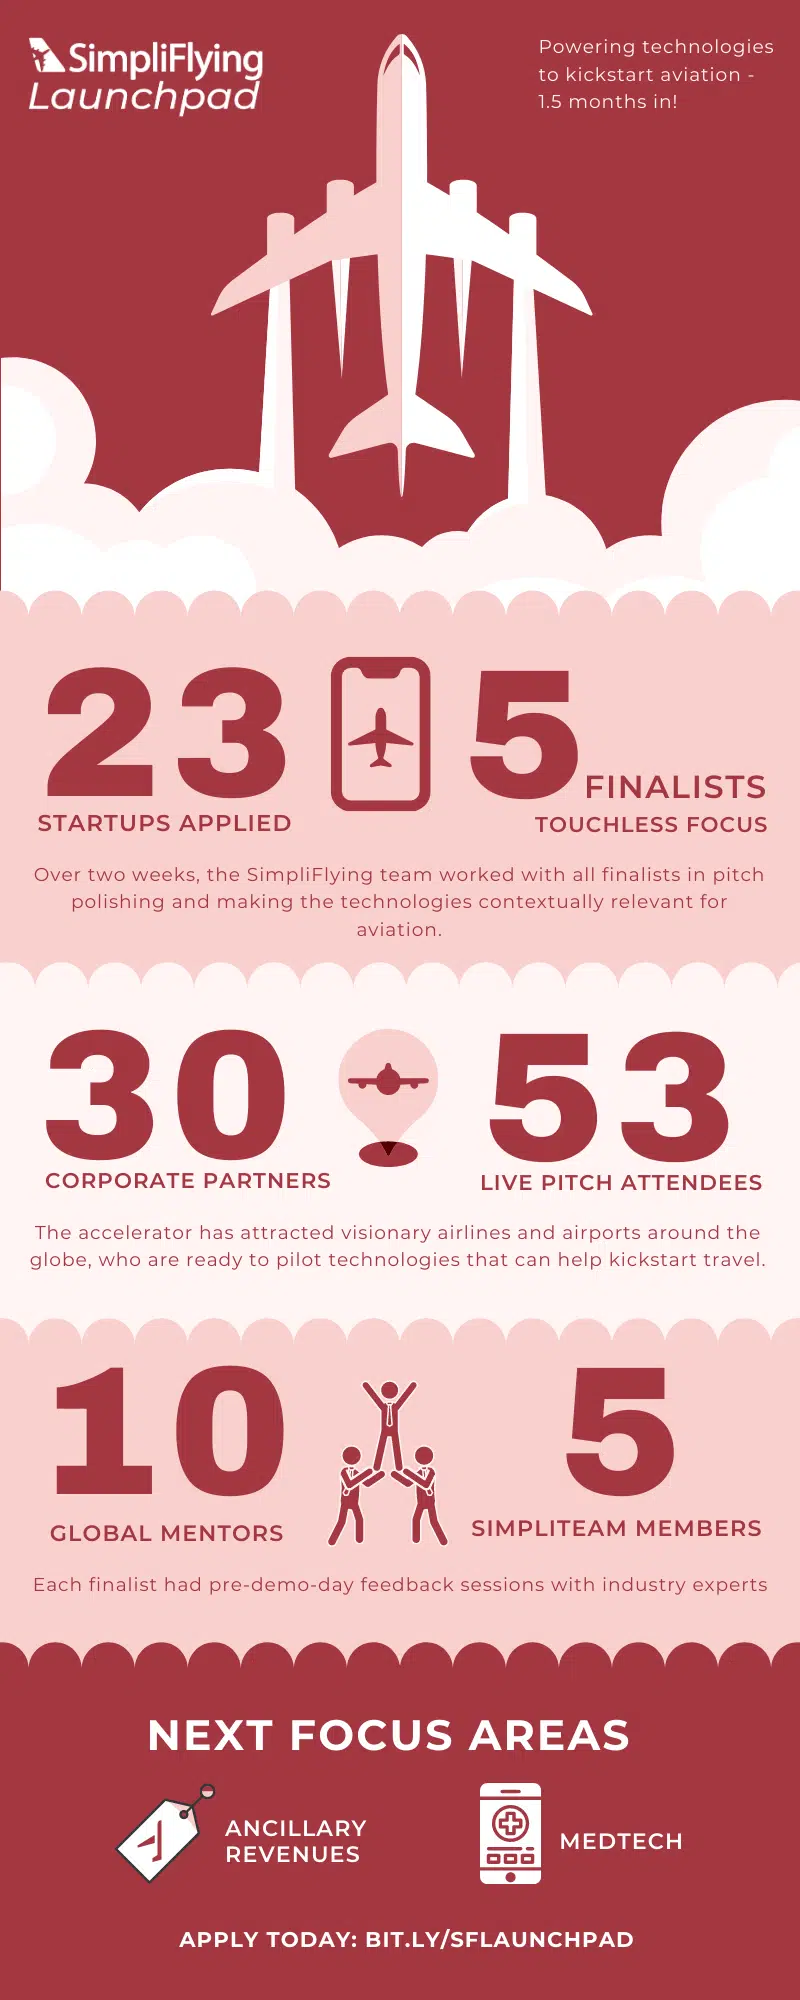 SimpliFlying
Launchpad
Powering technologies
to kickstart aviation -
1.5 months in!
23
STARTUPS APPLIED
5
FINALISTS
TOUCHLESS FOCUS
Over two weeks, the SimpliFlying team worked with all finalists in pitch
polishing and making the technologies contextually relevant for
aviation.
30
CORPORATE PARTNERS
53
LIVE PITCH ATTENDEES
The accelerator has attracted visionary airlines and airports around the
globe, who are ready to pilot technologies that can help kickstart travel.
10
GLOBAL MENTORS
5
SIMPLITEAM MEMBERS
Each finalist had pre-demo-day feedback sessions with industry experts
NEXT FOCUS AREAS
ANCILLARY
REVENUES
MEDTECH
APPLY TODAY: BIT.LY/SFLAUNCHPAD